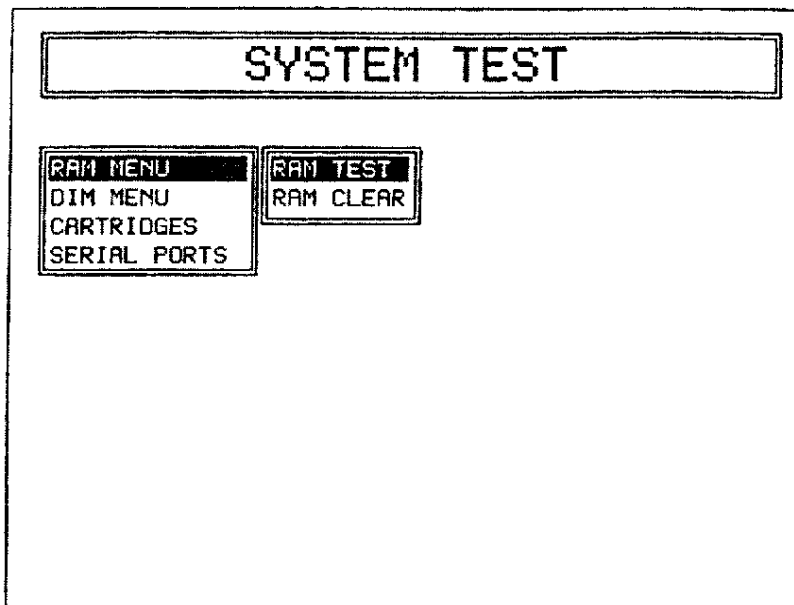 SYSTEM TEST
RAM MENU
DIM MENU
CARTRIDGES
SERIAL PORTS
RAM TEST
RAM CLEAR